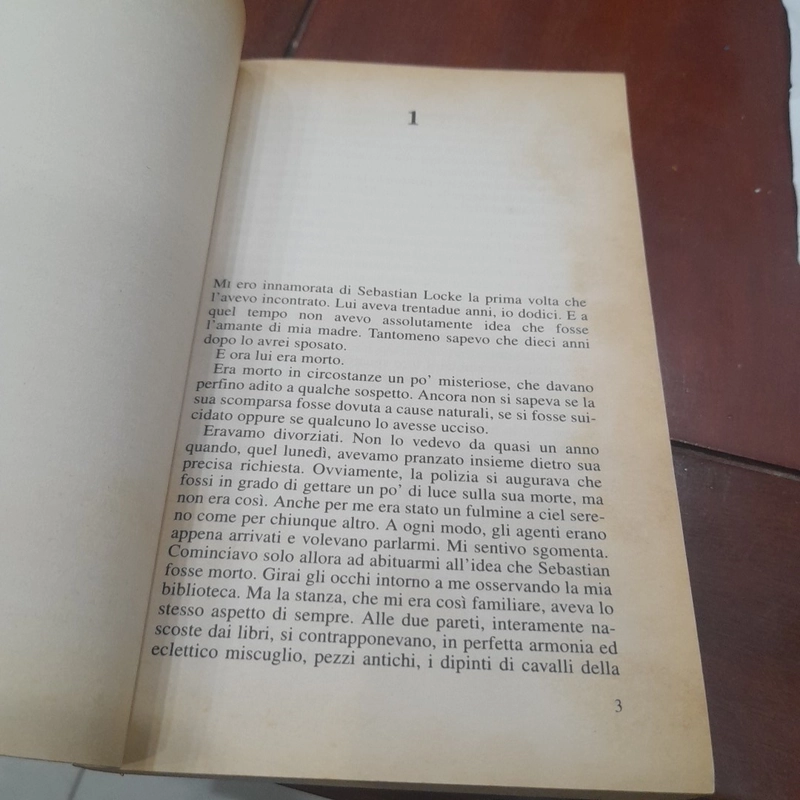 1
Mi ero innamorata di Sebastian Locke la prima volta che
l'avevo incontrato. Lui aveva trentadue anni, io dodici. E a
quel tempo non avevo assolutamente idea che fosse
l'amante di mia madre. Tantomeno sapevo che dieci anni
dopo lo avrei sposato.
E ora lui era morto.
Era morto in circostanze un po' misteriose, che davano
perfino adito a qualche sospetto. Ancora non si sapeva se la
sua scomparsa fosse dovuta a cause naturali, se si fosse sui-
cidato oppure se qualcuno lo avesse ucciso.
Eravamo divorziati. Non lo vedevo da quasi un anno
quando, quel lunedì, avevamo pranzato insieme dietro sua
precisa richiesta. Ovviamente, la polizia si augurava che
fossi in grado di gettare un po' di luce sulla sua morte, ma
non era così. Anche per me era stato un fulmine a ciel sere-
no come per chiunque altro. A ogni modo, gli agenti erano
appena arrivati e volevano parlarmi. Mi sentivo sgomenta.
Cominciavo solo allora ad abituarmi all'idea che Sebastian
fosse morto. Girai gli occhi intorno a me osservando la mia
biblioteca. Ma la stanza, che mi era così familiare, aveva lo
stesso aspetto di sempre. Alle due pareti, interamente na-
scoste dai libri, si contrapponevano, in perfetta armonia ed
eclettico miscuglio, pezzi antichi, i dipinti di cavalli della
3